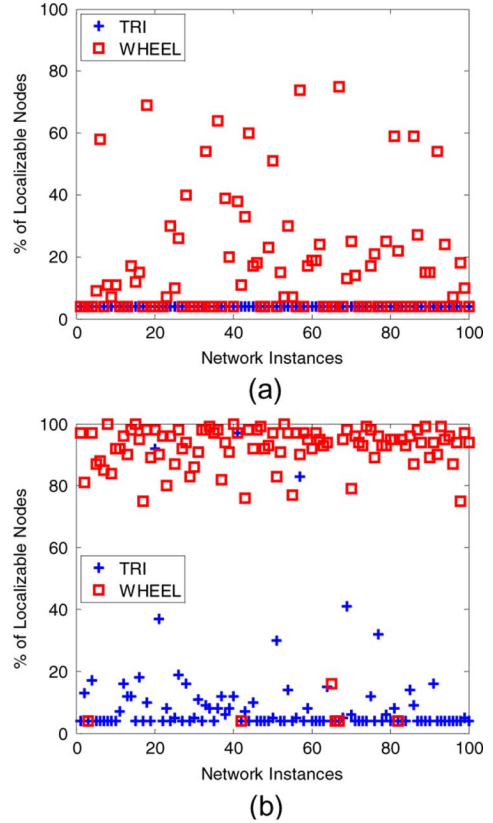 100
80
60
40
20
0
% of Localizable Nodes
TRI
WHEEL
0 20 40 60 80 100
Network Instances
(a)
100
80
60
40
20
0
% of Localizable Nodes
TRI
WHEEL
0 20 40 60 80 100
Network Instances
(b)